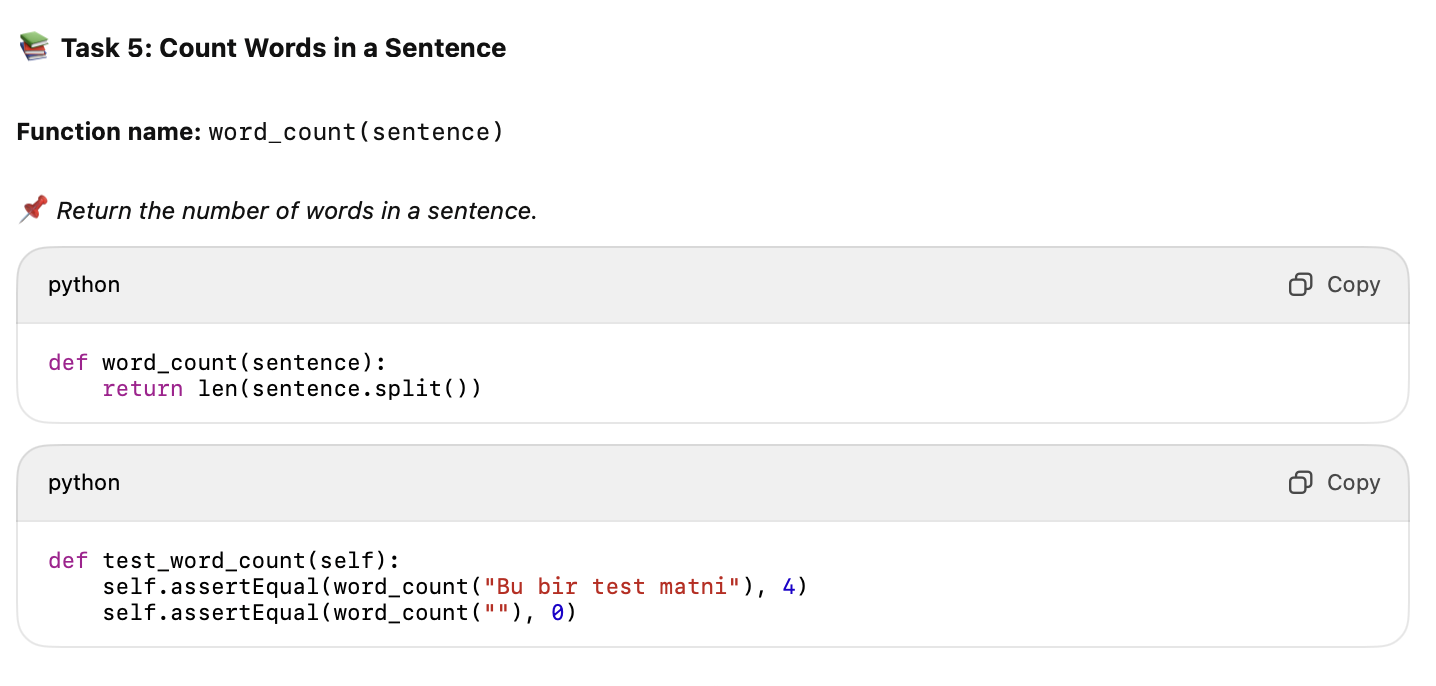 📚 Task 5: Count Words in a Sentence
Function name: word_count(sentence)
📌 Return the number of words in a sentence.
python
Copy
def word_count(sentence):
    return len(sentence.split())
python
Copy
def test_word_count(self):
    self.assertEqual(word_count("Bu bir test matni"), 4)
    self.assertEqual(word_count(""), 0)